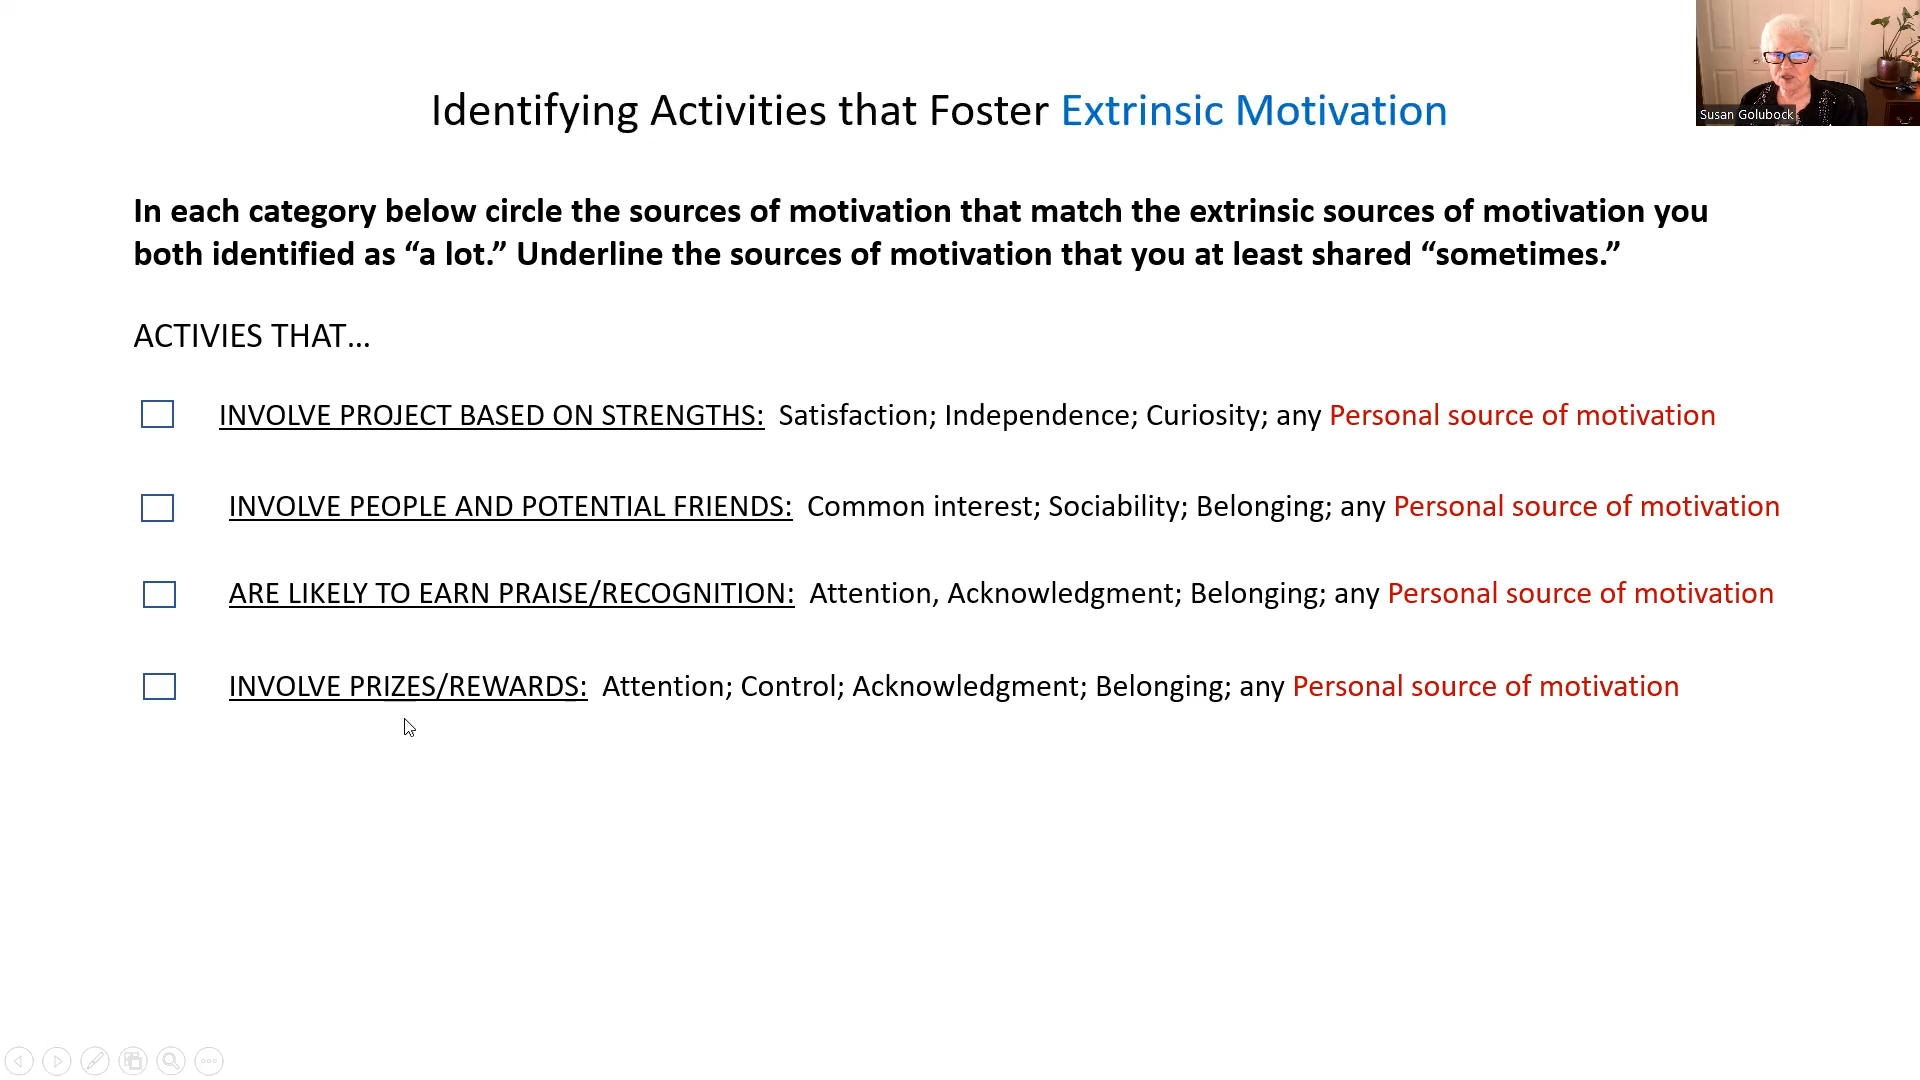 Identifying Activities that Foster Extrinsic Motivation
Susan Golubock
In each category below circle the sources of motivation that match the extrinsic sources of motivation you
both identified as “a lot.” Underline the sources of motivation that you at least shared “sometimes.”
ACTIVIES THAT...
INVOLVE PROJECT BASED ON STRENGTHS: Satisfaction; Independence; Curiosity; any Personal source of motivation
INVOLVE PEOPLE AND POTENTIAL FRIENDS: Common interest; Sociability; Belonging; any Personal source of motivation
ARE LIKELY TO EARN PRAISE/RECOGNITION: Attention, Acknowledgment; Belonging; any Personal source of motivation
INVOLVE PRIZES/REWARDS: Attention; Control; Acknowledgment; Belonging; any Personal source of motivation